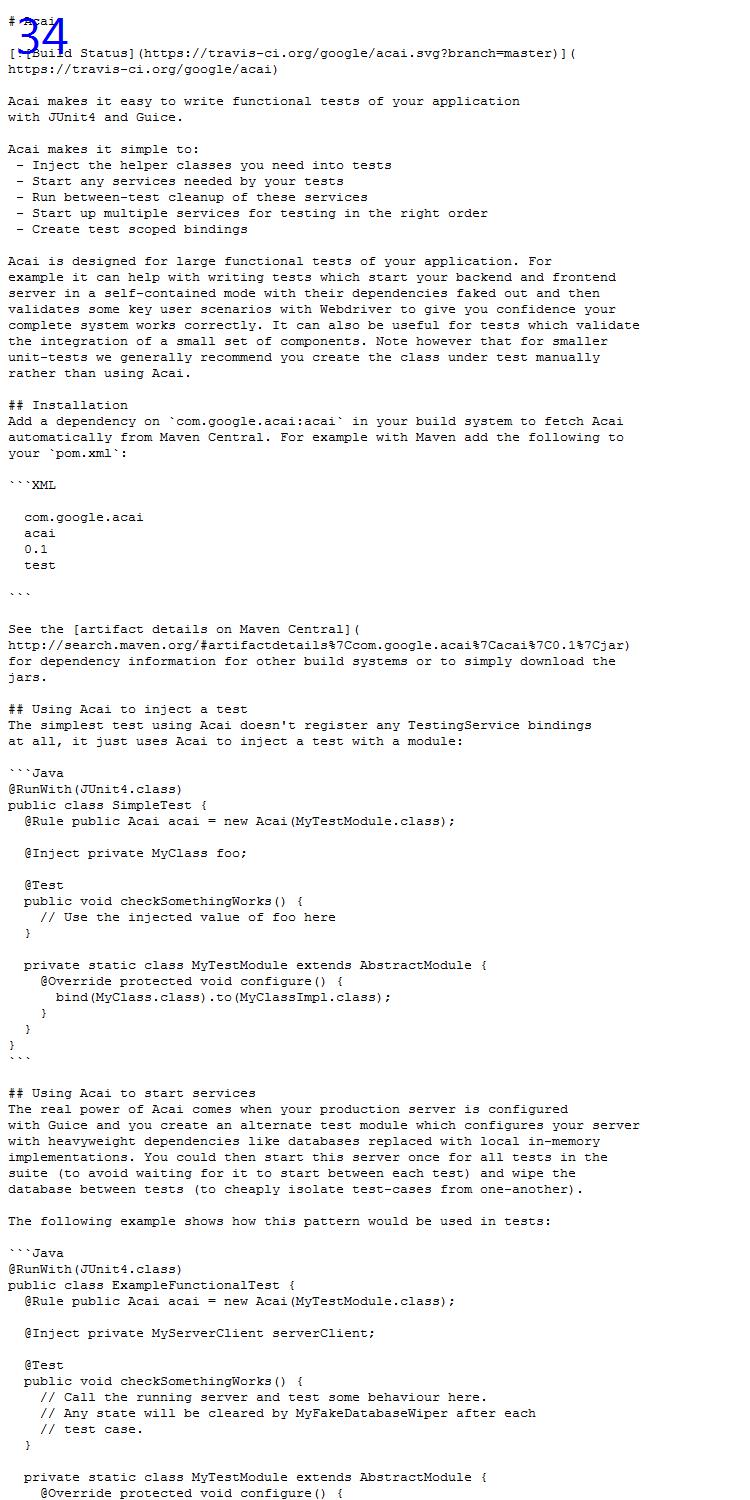 # Acai
34
[![Build Status](https://travis-ci.org/google/acai.svg?branch=master)](
https://travis-ci.org/google/acai)

Acai makes it easy to write functional tests of your application
with JUnit4 and Guice.

Acai makes it simple to:
 - Inject the helper classes you need into tests
 - Start any services needed by your tests
 - Run between-test cleanup of these services
 - Start up multiple services for testing in the right order
 - Create test scoped bindings

Acai is designed for large functional tests of your application. For
example it can help with writing tests which start your backend and frontend
server in a self-contained mode with their dependencies faked out and then
validates some key user scenarios with Webdriver to give you confidence your
complete system works correctly. It can also be useful for tests which validate
the integration of a small set of components. Note however that for smaller
unit-tests we generally recommend you create the class under test manually
rather than using Acai.

## Installation
Add a dependency on `com.google.acai:acai` in your build system to fetch Acai
automatically from Maven Central. For example with Maven add the following to
your `pom.xml`:

```XML

  com.google.acai
  acai
  0.1
  test

```

See the [artifact details on Maven Central](
http://search.maven.org/#artifactdetails%7Ccom.google.acai%7Cacai%7C0.1%7Cjar)
for dependency information for other build systems or to simply download the
jars.

## Using Acai to inject a test
The simplest test using Acai doesn't register any TestingService bindings
at all, it just uses Acai to inject a test with a module:

```Java
@RunWith(JUnit4.class)
public class SimpleTest {
  @Rule public Acai acai = new Acai(MyTestModule.class);

  @Inject private MyClass foo;

  @Test
  public void checkSomethingWorks() {
    // Use the injected value of foo here
  }

  private static class MyTestModule extends AbstractModule {
    @Override protected void configure() {
      bind(MyClass.class).to(MyClassImpl.class);
    }
  }
}
```

## Using Acai to start services
The real power of Acai comes when your production server is configured
with Guice and you create an alternate test module which configures your server
with heavyweight dependencies like databases replaced with local in-memory
implementations. You could then start this server once for all tests in the
suite (to avoid waiting for it to start between each test) and wipe the
database between tests (to cheaply isolate test-cases from one-another).

The following example shows how this pattern would be used in tests:

```Java
@RunWith(JUnit4.class)
public class ExampleFunctionalTest {
  @Rule public Acai acai = new Acai(MyTestModule.class);

  @Inject private MyServerClient serverClient;

  @Test
  public void checkSomethingWorks() {
    // Call the running server and test some behaviour here.
    // Any state will be cleared by MyFakeDatabaseWiper after each
    // test case.
  }

  private static class MyTestModule extends AbstractModule {
    @Override protected void configure() {